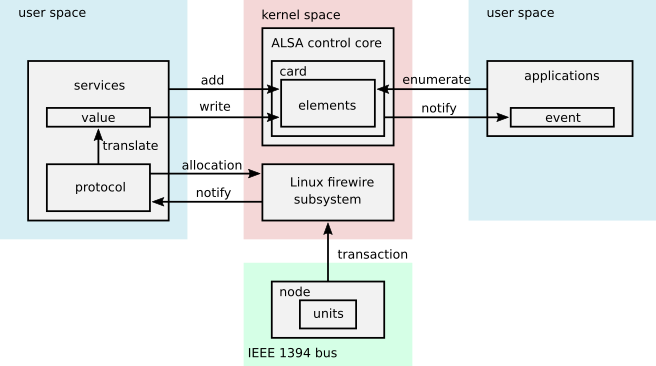 user space
kernel space
user space
ALSA control core
card
elements
services
value
translate
protocol
add
write
allocation
notify
enumerate
notify
applications
event
Linux firewire
subsystem
transaction
node
units
IEEE 1394 bus